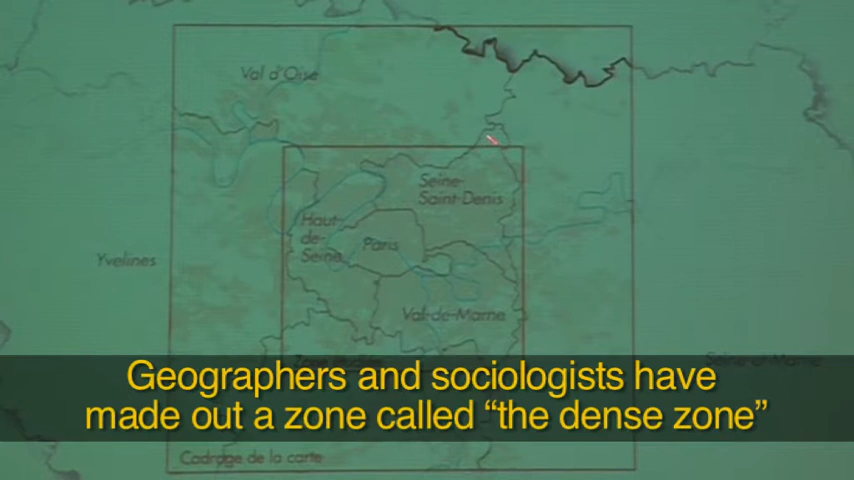 Val d'Oise
Seine-
Saint-Denis
Haut-
de-
Seine
Paris
Yvelines
Val-de-Marne
Seine-et-Marne
Geographers and sociologists have
made out a zone called “the dense zone”
Cadrage de la carte